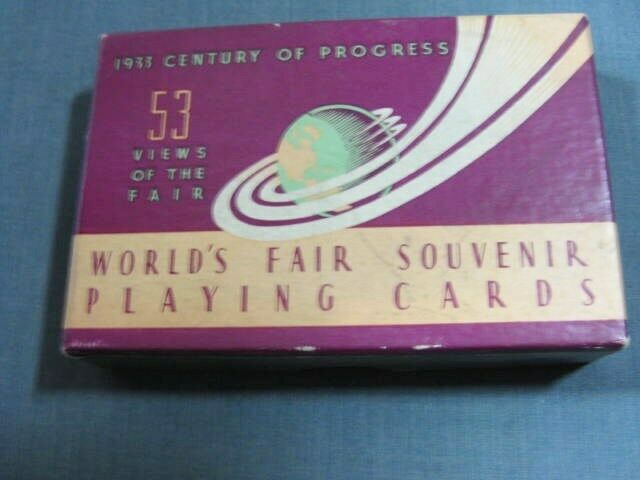 1933 CENTURY OF PROGRESS
53
VIEWS
OF THE
FAIR
WORLD'S FAIR SOUVENIR
PLAYING CARDS